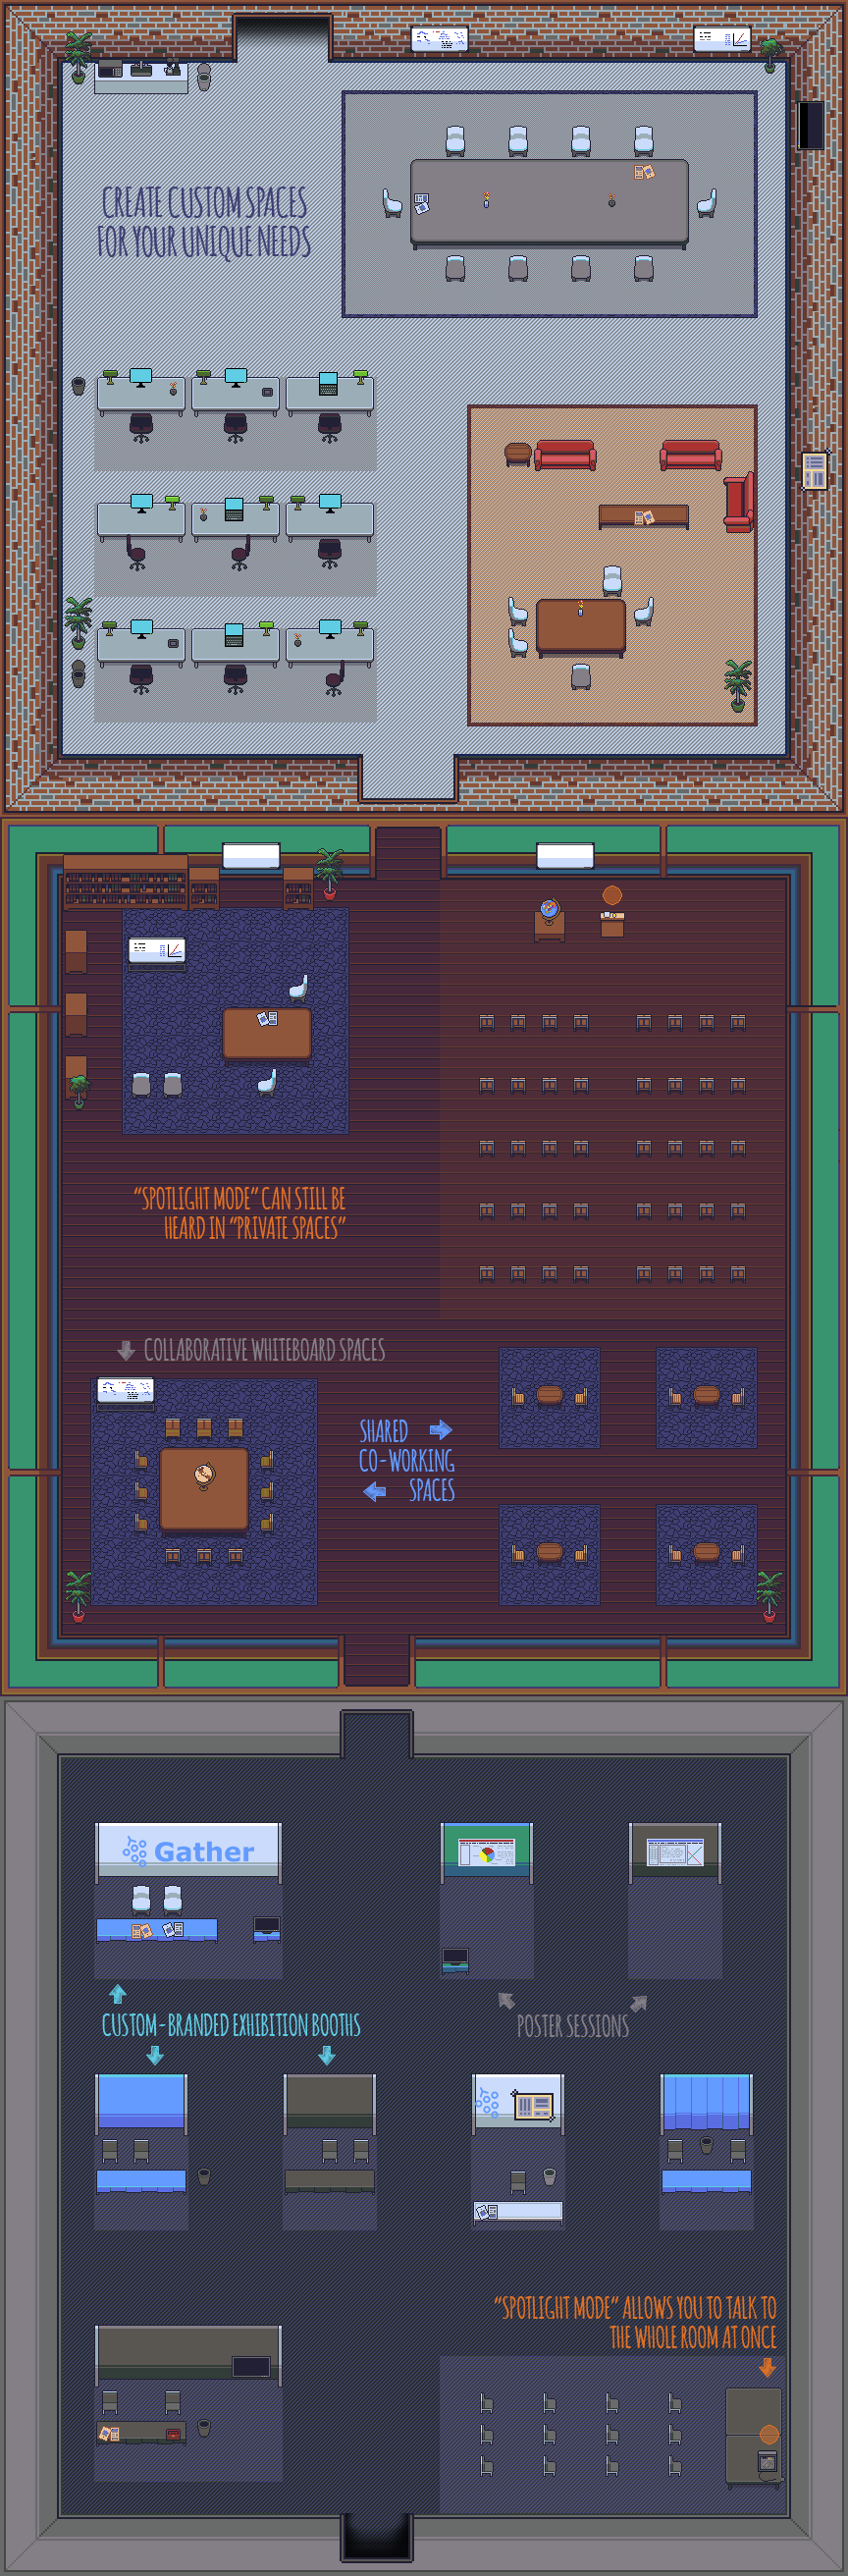 CREATE CUSTOM SPACES
FOR YOUR UNIQUE NEEDS
“SPOTLIGHT MODE” CAN STILL BE
HEARD IN “PRIVATE SPACES”
COLLABORATIVE WHITEBOARD SPACES
SHARED
CO-WORKING
SPACES
Gather
CUSTOM-BRANDED EXHIBITION BOOTHS
POSTER SESSIONS
“SPOTLIGHT MODE” ALLOWS YOU TO TALK TO
THE WHOLE ROOM AT ONCE